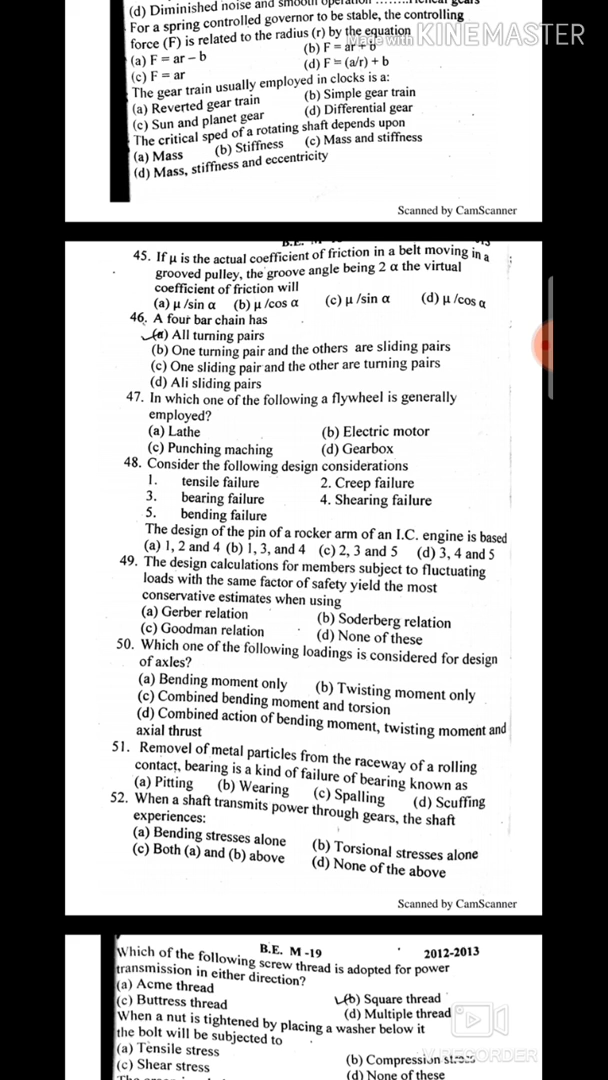 (d) Diminished noise and smooth operation
For a spring controlled governor to be stable, the controlling
force (F) is related to the radius (r) by the equation
Made with KINEMASTER
(a) F = ar – b (b) F = ar + b
(c) F = ar (d) F = (a/r) + b
The gear train usually employed in clocks is a:
(a) Reverted gear train (b) Simple gear train
(c) Sun and planet gear (d) Differential gear
The critical sped of a rotating shaft depends upon
(a) Mass (b) Stiffness (c) Mass and stiffness
(d) Mass, stiffness and eccentricity
Scanned by CamScanner
B.E.
45. If μ is the actual coefficient of friction in a belt moving in a
grooved pulley, the groove angle being 2 α the virtual
coefficient of friction will
(a) μ /sin α (b) μ /cos α (c) μ /sin α (d) μ /cos α
46. A four bar chain has
(a) All turning pairs
(b) One turning pair and the others are sliding pairs
(c) One sliding pair and the other are turning pairs
(d) Ali sliding pairs
47. In which one of the following a flywheel is generally
employed?
(a) Lathe (b) Electric motor
(c) Punching maching (d) Gearbox
48. Consider the following design considerations
1. tensile failure 2. Creep failure
3. bearing failure 4. Shearing failure
5. bending failure
The design of the pin of a rocker arm of an I.C. engine is based
(a) 1, 2 and 4 (b) 1, 3, and 4 (c) 2, 3 and 5 (d) 3, 4 and 5
49. The design calculations for members subject to fluctuating
loads with the same factor of safety yield the most
conservative estimates when using
(a) Gerber relation (b) Soderberg relation
(c) Goodman relation (d) None of these
50. Which one of the following loadings is considered for design
of axles?
(a) Bending moment only (b) Twisting moment only
(c) Combined bending moment and torsion
(d) Combined action of bending moment, twisting moment and
axial thrust
51. Removel of metal particles from the raceway of a rolling
contact, bearing is a kind of failure of bearing known as
(a) Pitting (b) Wearing (c) Spalling (d) Scuffing
52. When a shaft transmits power through gears, the shaft
experiences:
(a) Bending stresses alone (b) Torsional stresses alone
(c) Both (a) and (b) above (d) None of the above
Scanned by CamScanner
B.E. M -19 2012-2013
Which of the following screw thread is adopted for power
transmission in either direction?
(a) Acme thread (b) Square thread
(c) Buttress thread (d) Multiple thread
When a nut is tightened by placing a washer below it
the bolt will be subjected to
(a) Tensile stress (b) Compression stress
(c) Shear stress (d) None of these
V RECORDER